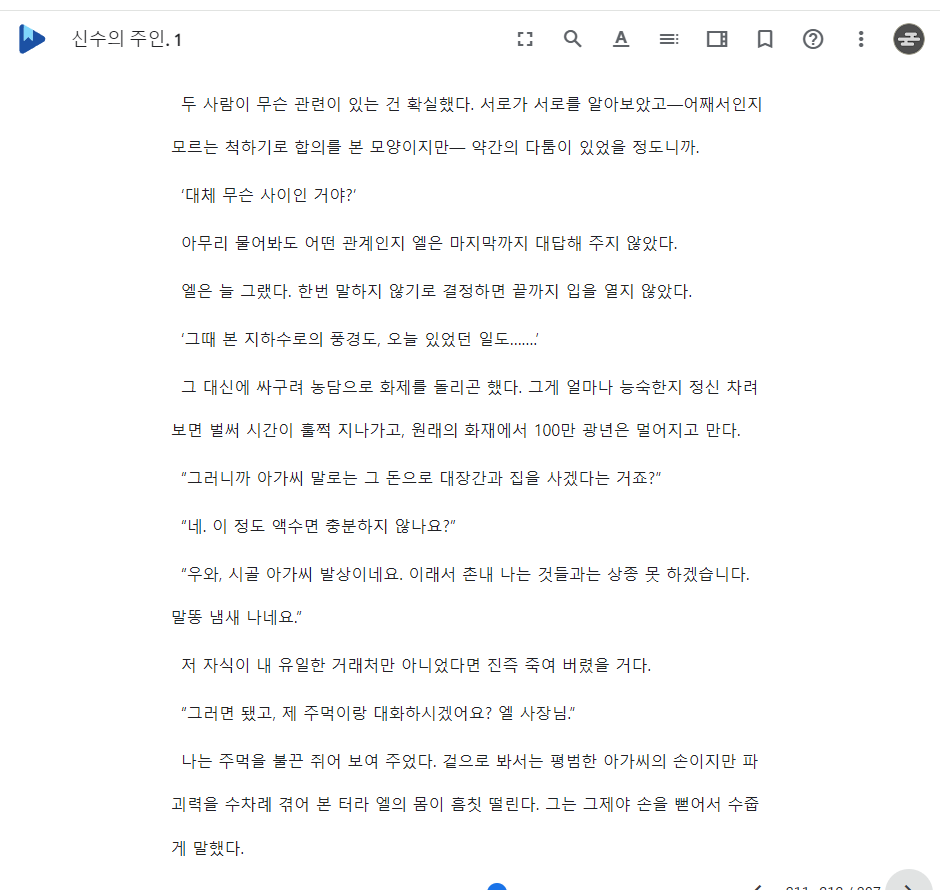 신수의 주인. 1
두 사람이 무슨 관련이 있는 건 확실했다. 서로가 서로를 알아보았고—어째서인지
모르는 척하기로 합의를 본 모양이지만— 약간의 다툼이 있었을 정도니까.
‘대체 무슨 사이인 거야?’
아무리 물어봐도 어떤 관계인지 엘은 마지막까지 대답해 주지 않았다.
엘은 늘 그랬다. 한번 말하지 않기로 결정하면 끝까지 입을 열지 않았다.
‘그때 본 지하수로의 풍경도, 오늘 있었던 일도…….’
그 대신에 싸구려 농담으로 화제를 돌리곤 했다. 그게 얼마나 능숙한지 정신 차려
보면 벌써 시간이 훌쩍 지나가고, 원래의 화재에서 100만 광년은 멀어지고 만다.
“그러니까 아가씨 말로는 그 돈으로 대장간과 집을 사겠다는 거죠?”
“네. 이 정도 액수면 충분하지 않나요?”
“우와, 시골 아가씨 발상이네요. 이래서 촌내 나는 것들과는 상종 못 하겠습니다.
말똥 냄새 나네요.”
저 자식이 내 유일한 거래처만 아니었다면 진즉 죽여 버렸을 거다.
“그러면 됐고, 제 주먹이랑 대화하시겠어요? 엘 사장님.”
나는 주먹을 불끈 쥐어 보여 주었다. 겉으로 봐서는 평범한 아가씨의 손이지만 파
괴력을 수차례 겪어 본 터라 엘의 몸이 흠칫 떨린다. 그는 그제야 손을 뻗어서 수줍
게 말했다.